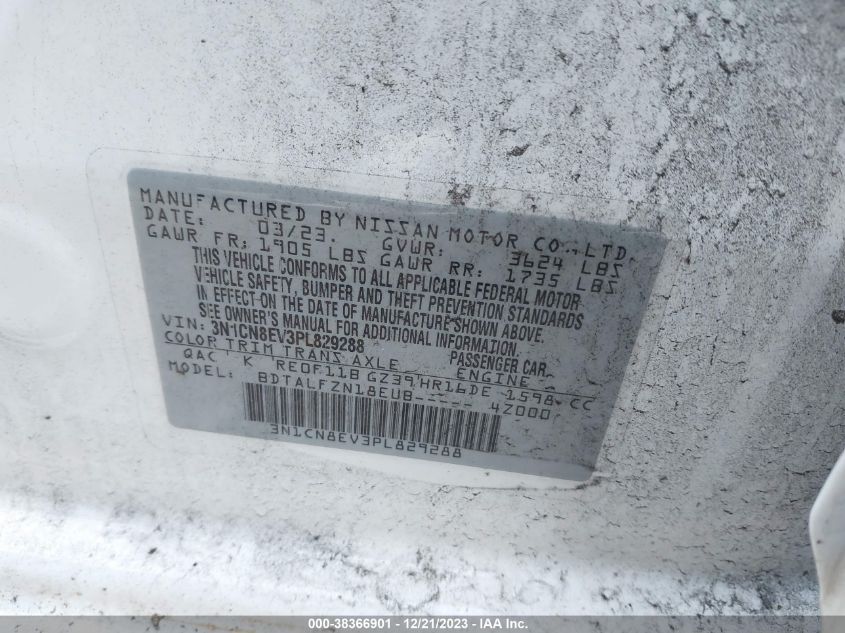 MANUFACTURED BY NISSAN MOTOR CO., LTD.
DATE: 03/23. GVWR: 3624 LBS
GAWR FR: 1905 LBS GAWR RR: 1735 LBS
THIS VEHICLE CONFORMS TO ALL APPLICABLE FEDERAL MOTOR
VEHICLE SAFETY, BUMPER AND THEFT PREVENTION STANDARDS
IN EFFECT ON THE DATE OF MANUFACTURE SHOWN ABOVE.
SEE OWNER'S MANUAL FOR ADDITIONAL INFORMATION.
VIN: 3N1CN8EV3PL829288 PASSENGER CAR
COLOR TRIM TRANS AXLE ENGINE
QAC K RE0F11B GZ39 HR16DE 1598 CC
MODEL: BDTALFZN18EUB----- 4Z000
3N1CN8EV3PL829288
000-38366901 - 12/21/2023 - IAA Inc.